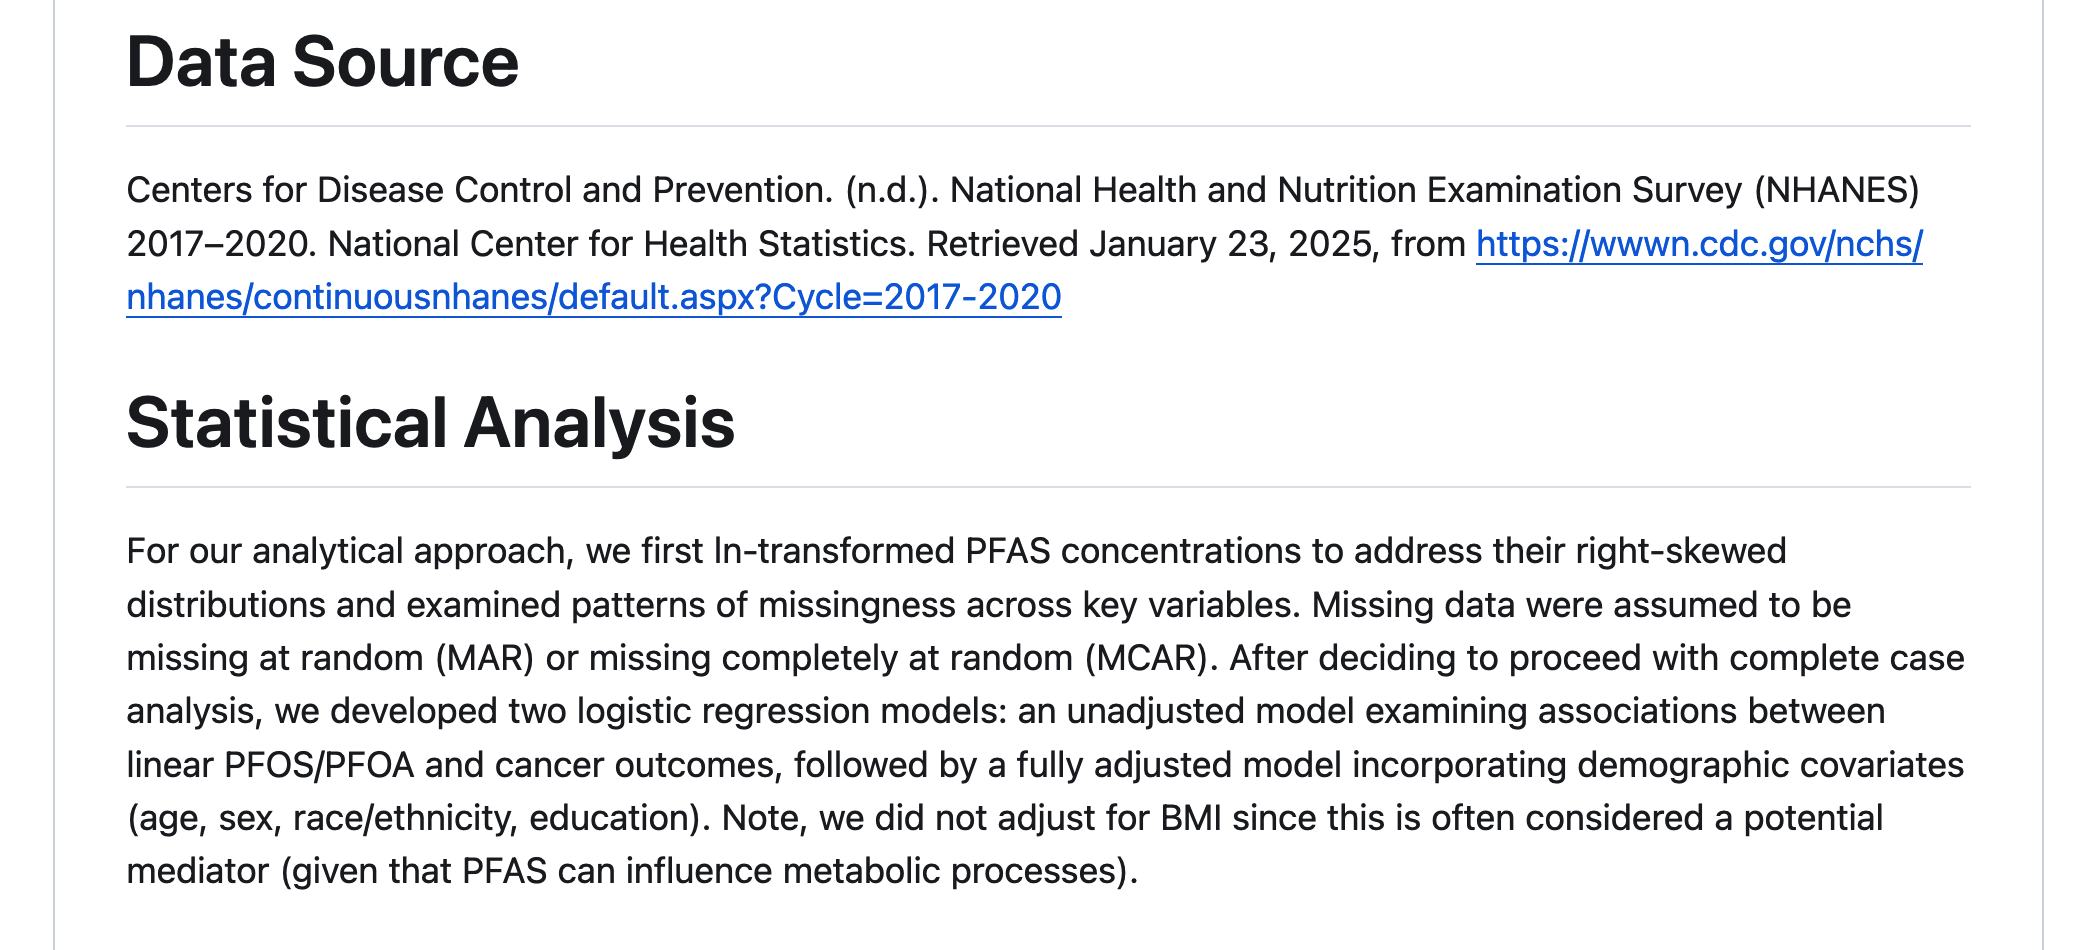 Data Source
Centers for Disease Control and Prevention. (n.d.). National Health and Nutrition Examination Survey (NHANES)
2017–2020. National Center for Health Statistics. Retrieved January 23, 2025, from https://wwwn.cdc.gov/nchs/
nhanes/continuousnhanes/default.aspx?Cycle=2017-2020
Statistical Analysis
For our analytical approach, we first ln-transformed PFAS concentrations to address their right-skewed
distributions and examined patterns of missingness across key variables. Missing data were assumed to be
missing at random (MAR) or missing completely at random (MCAR). After deciding to proceed with complete case
analysis, we developed two logistic regression models: an unadjusted model examining associations between
linear PFOS/PFOA and cancer outcomes, followed by a fully adjusted model incorporating demographic covariates
(age, sex, race/ethnicity, education). Note, we did not adjust for BMI since this is often considered a potential
mediator (given that PFAS can influence metabolic processes).